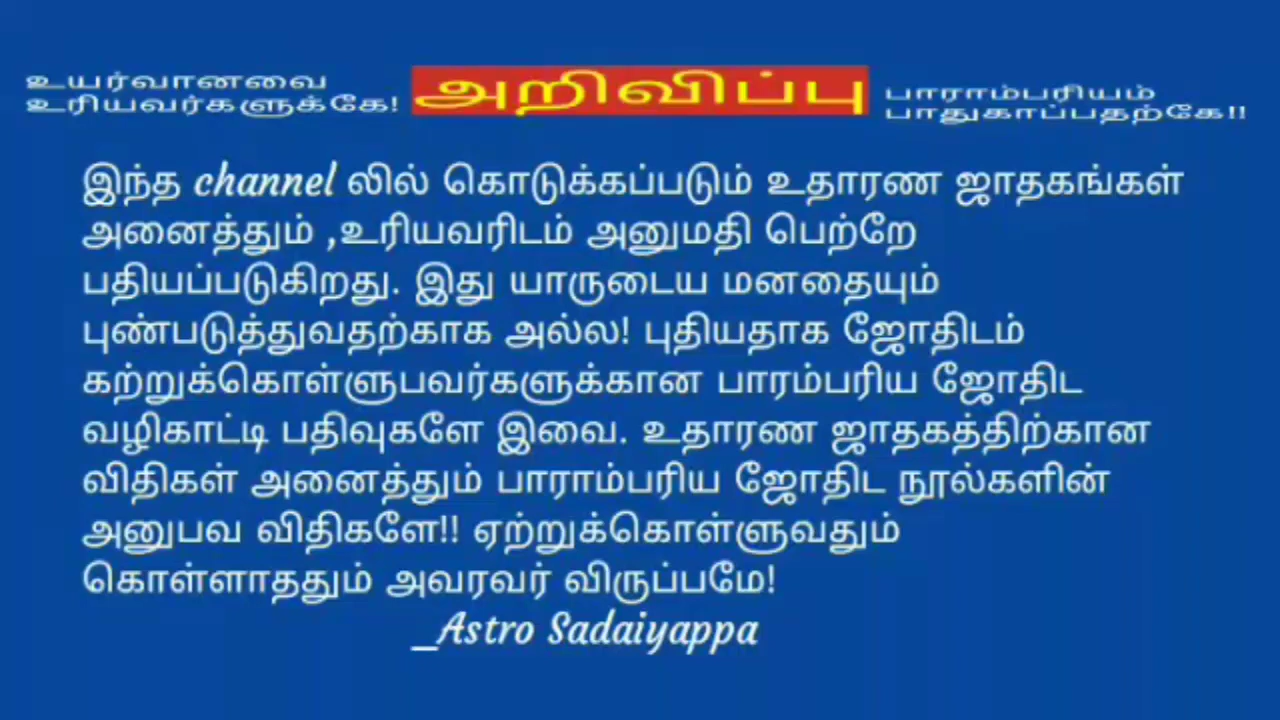 உயர்வானவை
உரியவர்களுக்கே!
அறிவிப்பு
பாராம்பரியம்
பாதுகாப்பதற்கே!!
இந்த channel லில் கொடுக்கப்படும் உதாரண ஜாதகங்கள்
அனைத்தும் ,உரியவரிடம் அனுமதி பெற்றே
பதியப்படுகிறது. இது யாருடைய மனதையும்
புண்படுத்துவதற்காக அல்ல! புதியதாக ஜோதிடம்
கற்றுக்கொள்ளுபவர்களுக்கான பாரம்பரிய ஜோதிட
வழிகாட்டி பதிவுகளே இவை. உதாரண ஜாதகத்திற்கான
விதிகள் அனைத்தும் பாராம்பரிய ஜோதிட நூல்களின்
அனுபவ விதிகளே!! ஏற்றுக்கொள்ளுவதும்
கொள்ளாததும் அவரவர் விருப்பமே!
_Astro Sadaiyappa